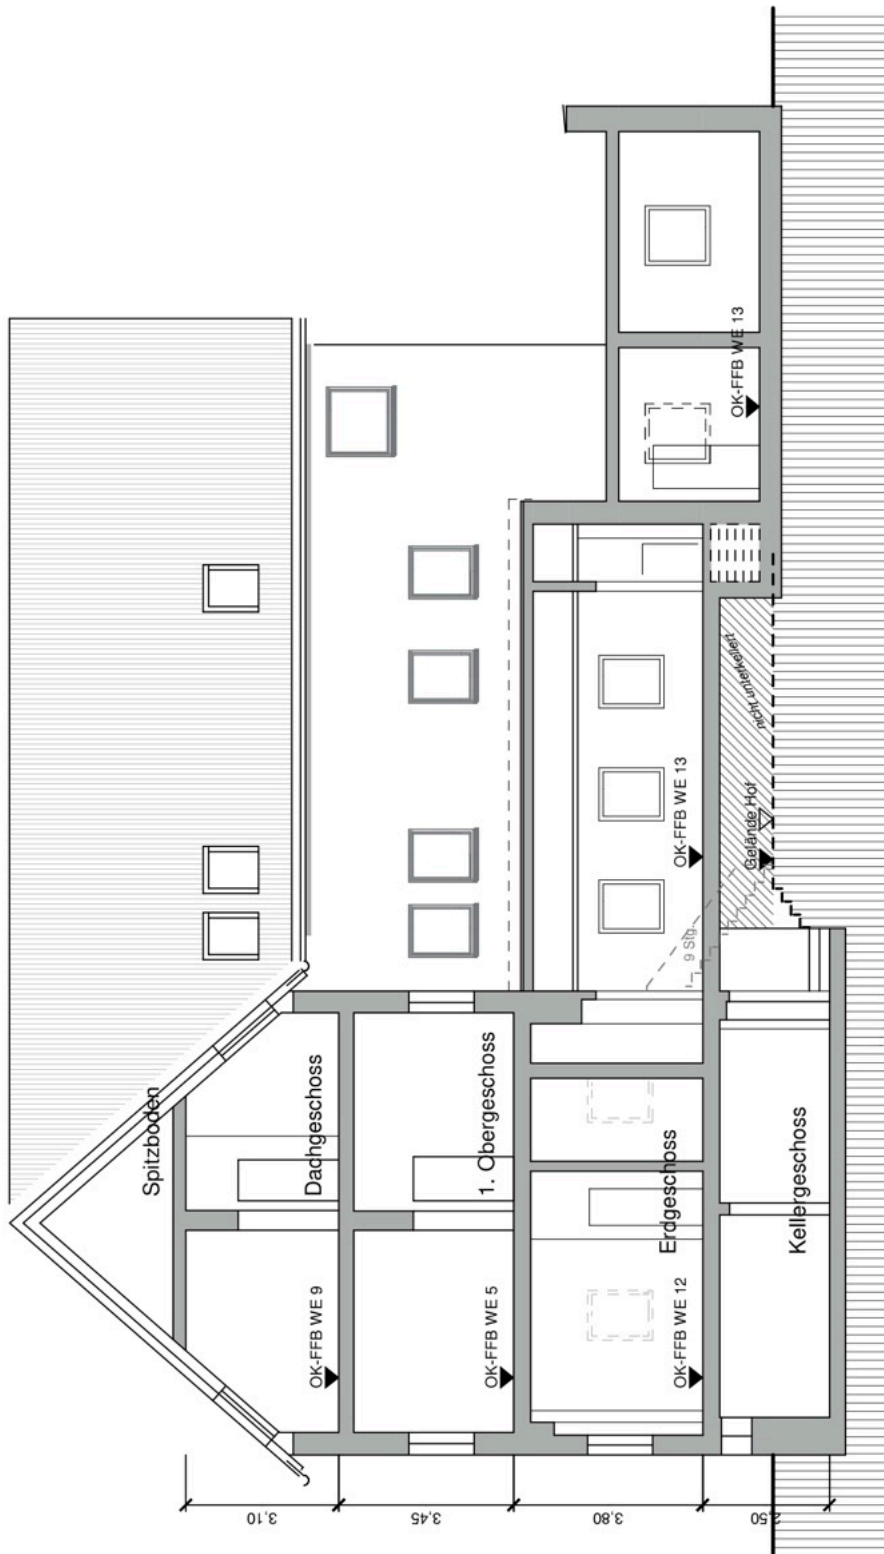 Spitzboden
Dachgeschoss
OK-FFB WE 9
1. Obergeschoss
OK-FFB WE 5
Erdgeschoss
OK-FFB WE 12
OK-FFB WE 13
OK-FFB WE 13
9 Stg.
nicht unterkellert
Gelände Hof
Kellergeschoss
3,10
3,45
3,80
2,50